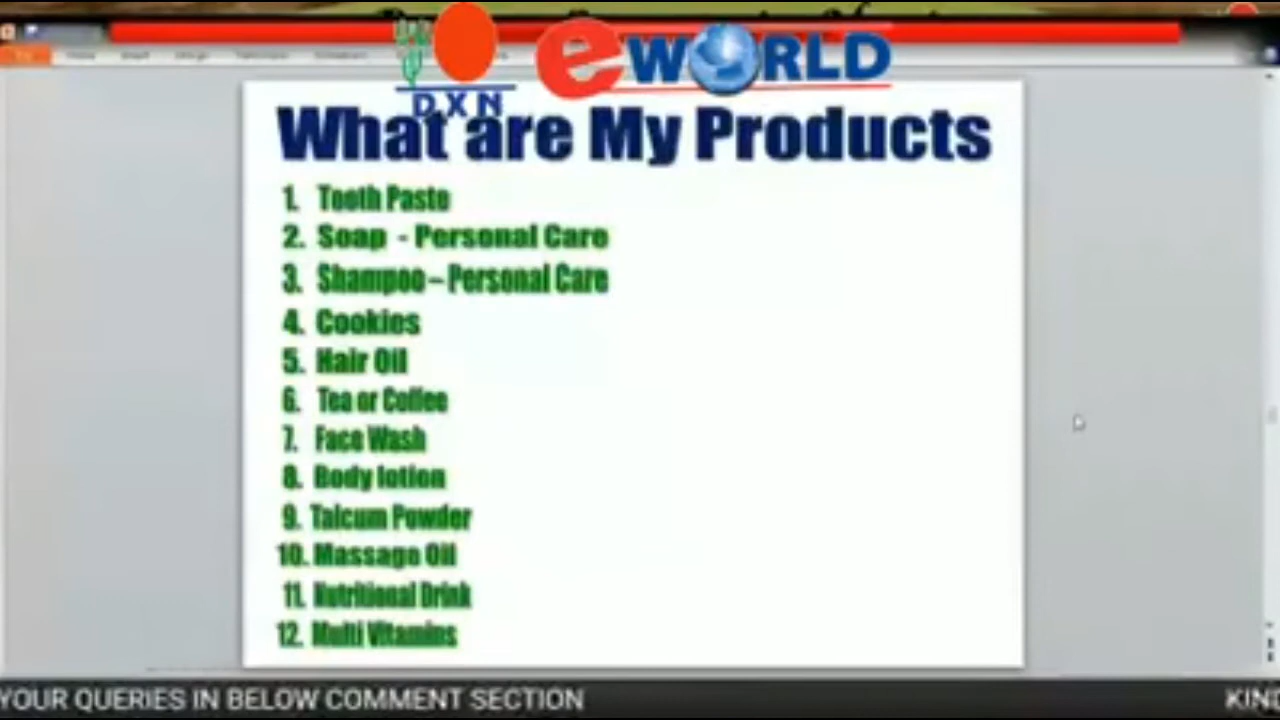 eWORLD
DXN
What are My Products
1. Tooth Paste
2. Soap - Personal Care
3. Shampoo – Personal Care
4. Cookies
5. Hair Oil
6. Tea or Coffee
7. Face Wash
8. Body lotion
9. Talcum Powder
10. Massage Oil
11. Nutritional Drink
12. Multi Vitamins
YOUR QUERIES IN BELOW COMMENT SECTION